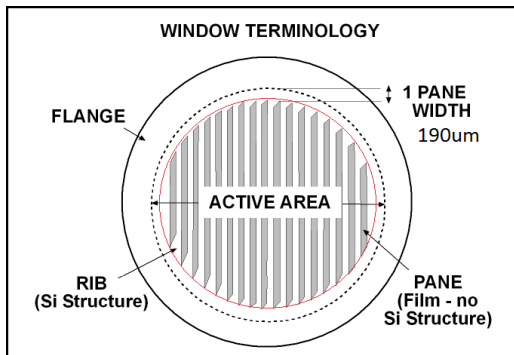 WINDOW TERMINOLOGY
1 PANE
WIDTH
190um
FLANGE
ACTIVE AREA
RIB
(Si Structure)
PANE
(Film - no
Si Structure)